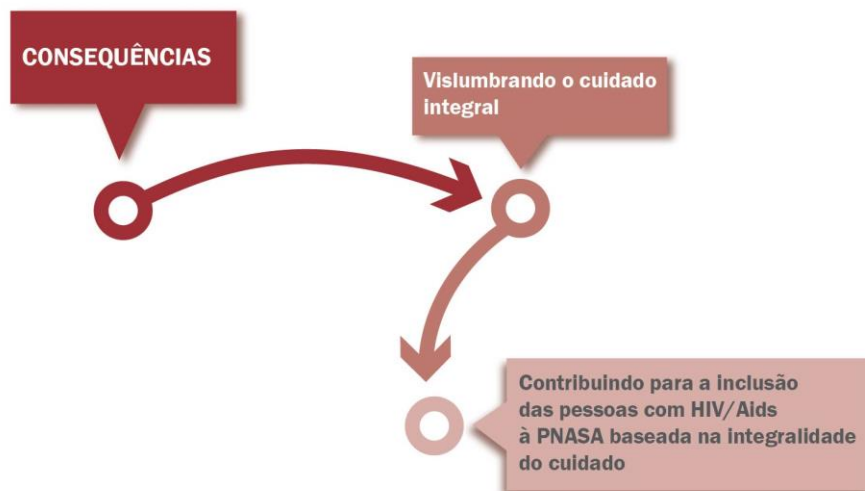 CONSEQUÊNCIAS
Vislumbrando o cuidado
integral
Contribuindo para a inclusão
das pessoas com HIV/Aids
à PNASA baseada na integralidade
do cuidado